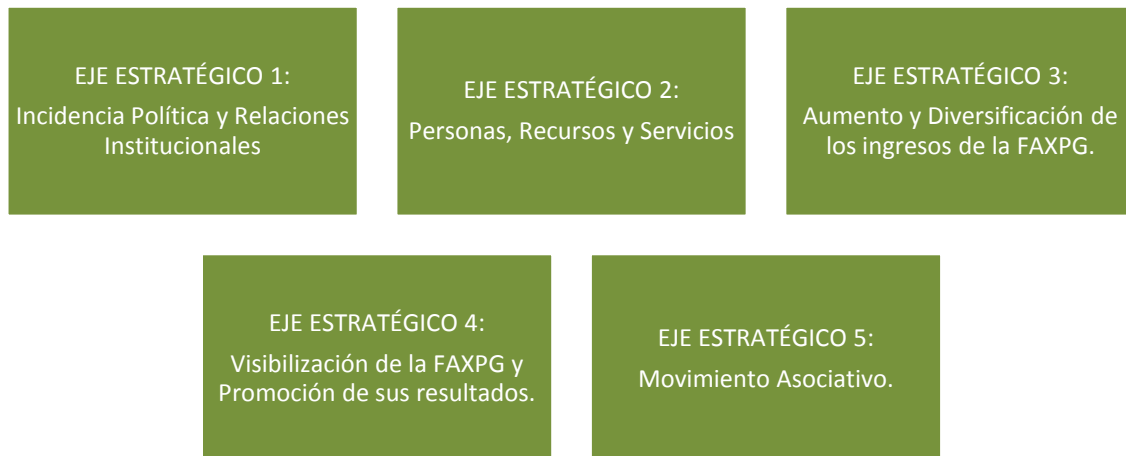 EJE ESTRATÉGICO 1:
Incidencia Política y Relaciones
Institucionales
EJE ESTRATÉGICO 2:
Personas, Recursos y Servicios
EJE ESTRATÉGICO 3:
Aumento y Diversificación de
los ingresos de la FAXPG.
EJE ESTRATÉGICO 4:
Visibilización de la FAXPG y
Promoción de sus resultados.
EJE ESTRATÉGICO 5:
Movimiento Asociativo.